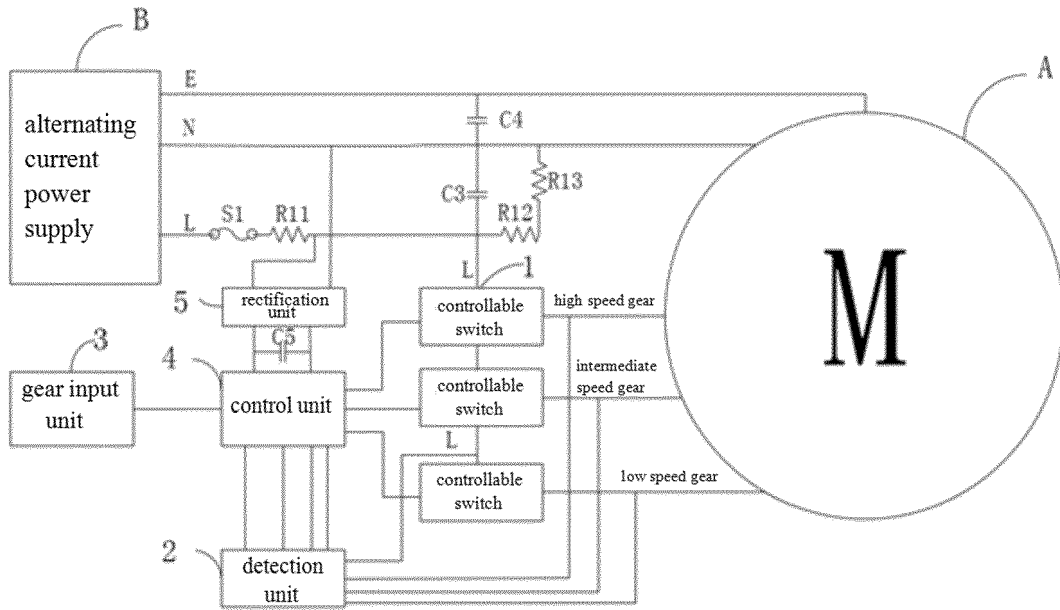 B
A
E
alternating
current
power
supply
N
C4
C3
R13
L
S1
R11
R12
L
1
5
rectification
unit
controllable
switch
high speed gear
M
C5
3
4
gear input
unit
control unit
controllable
switch
intermediate
speed gear
L
controllable
switch
low speed gear
2
detection
unit